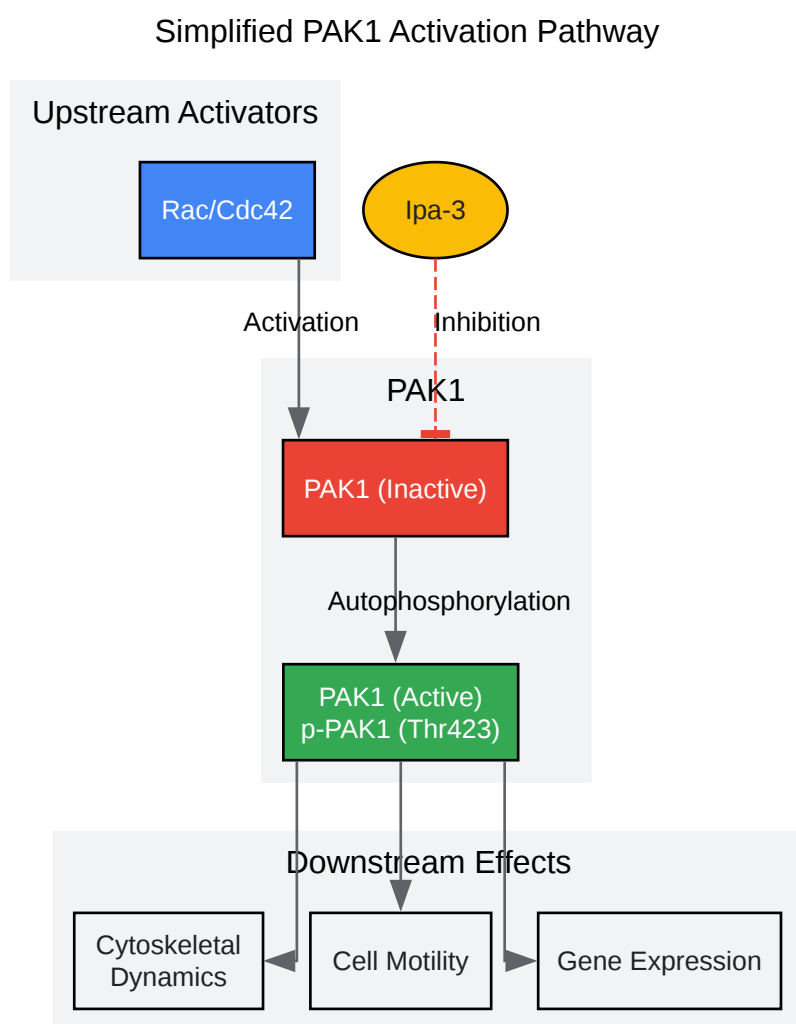 Simplified PAK1 Activation Pathway
Upstream Activators
Rac/Cdc42
Ipa-3
Activation
Inhibition
PAK1
PAK1 (Inactive)
Autophosphorylation
PAK1 (Active)
p-PAK1 (Thr423)
Downstream Effects
Cytoskeletal
Dynamics
Cell Motility
Gene Expression